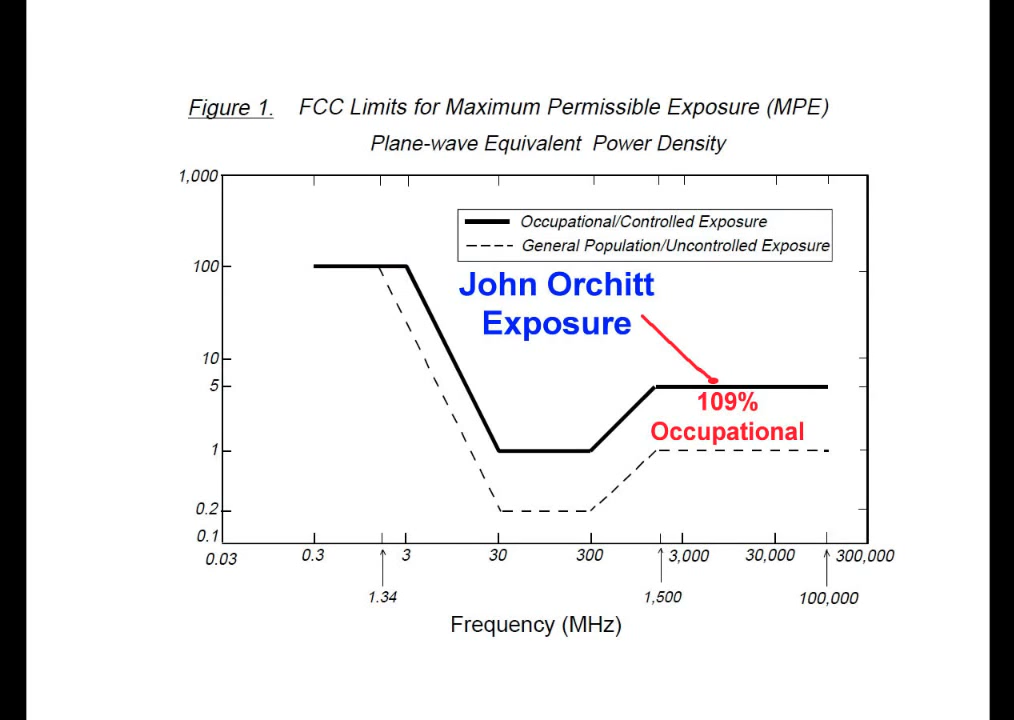 Figure 1. FCC Limits for Maximum Permissible Exposure (MPE)
Plane-wave Equivalent Power Density
1,000
Occupational/Controlled Exposure
General Population/Uncontrolled Exposure
100
John Orchitt
Exposure
10
5
109%
Occupational
1
0.2
0.1
0.03 0.3 3 30 300 3,000 30,000 300,000
1.34 1,500 100,000
Frequency (MHz)